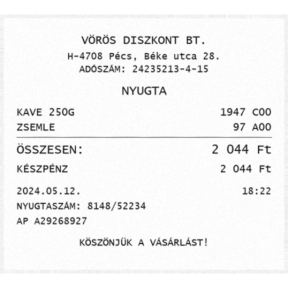 VÖRÖS DISZKONT BT.
H-4708 Pécs, Béke utca 28.
ADÓSZÁM: 24235213-4-15
NYUGTA
KAVE 250G 1947 C00
ZSEMLE 97 A00
ÖSSZESEN: 2 044 Ft
KÉSZPÉNZ 2 044 Ft
2024.05.12. 18:22
NYUGTASZÁM: 8148/52234
AP A29268927
KÖSZÖNJÜK A VÁSÁRLÁST!